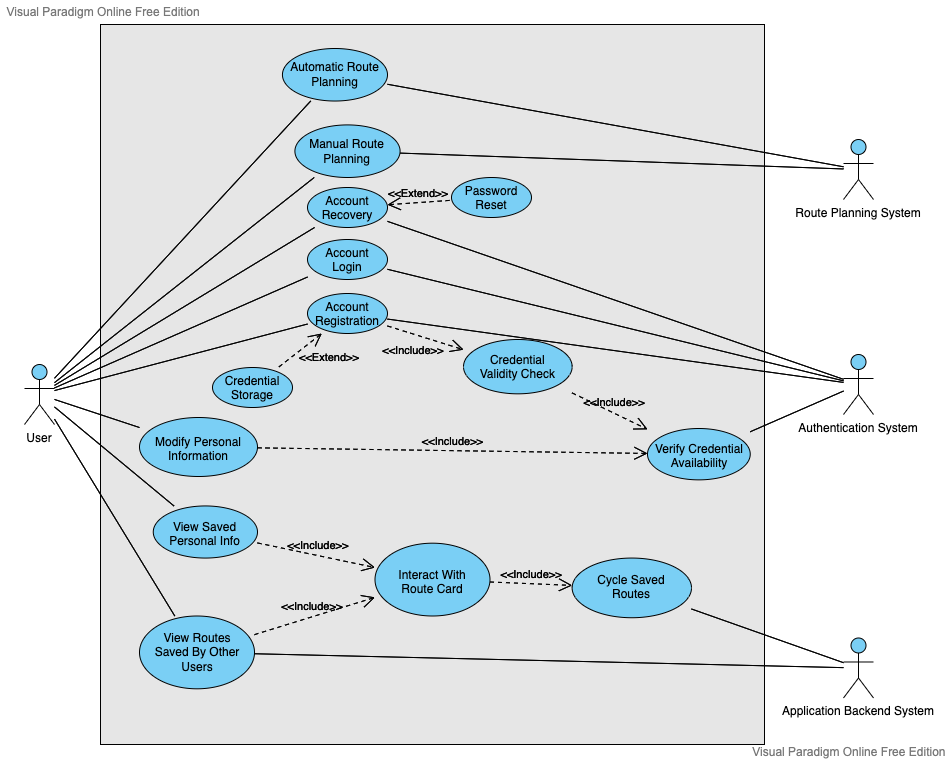 Visual Paradigm Online Free Edition
Automatic Route
Planning
Manual Route
Planning
Route Planning System
Account
Recovery
<<Extend>>
Password
Reset
Account
Login
Account
Registration
<<Extend>>
<<Include>>
Credential
Validity Check
Credential
Storage
<<Include>>
User
Authentication System
Modify Personal
Information
<<Include>>
Verify Credential
Availability
View Saved
Personal Info
<<Include>>
Interact With
Route Card
<<Include>>
Cycle Saved
Routes
<<Include>>
View Routes
Saved By Other
Users
Application Backend System
Visual Paradigm Online Free Edition